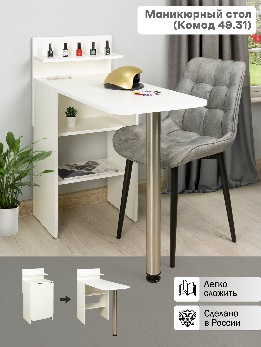 Маникюрный стол
(Комод 49.31)
Легко
сложить
Сделано
в России